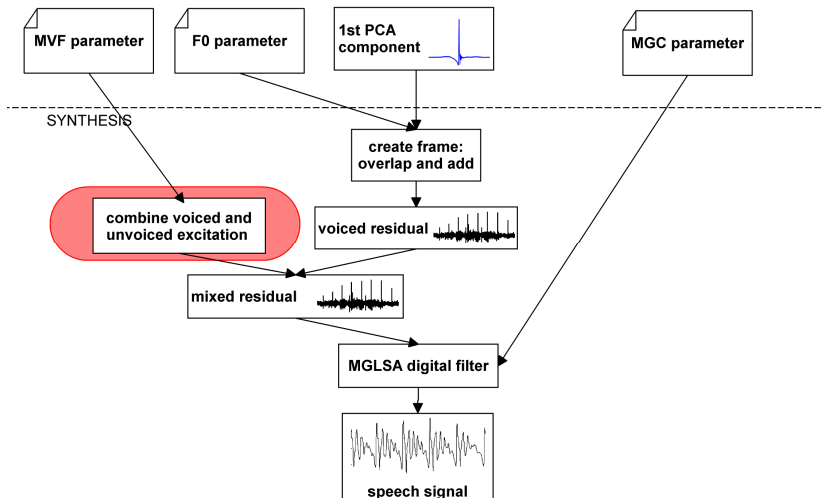 MVF parameter
F0 parameter
1st PCA
component
MGC parameter
SYNTHESIS
create frame:
overlap and add
combine voiced and
unvoiced excitation
voiced residual
mixed residual
MGLSA digital filter
speech signal